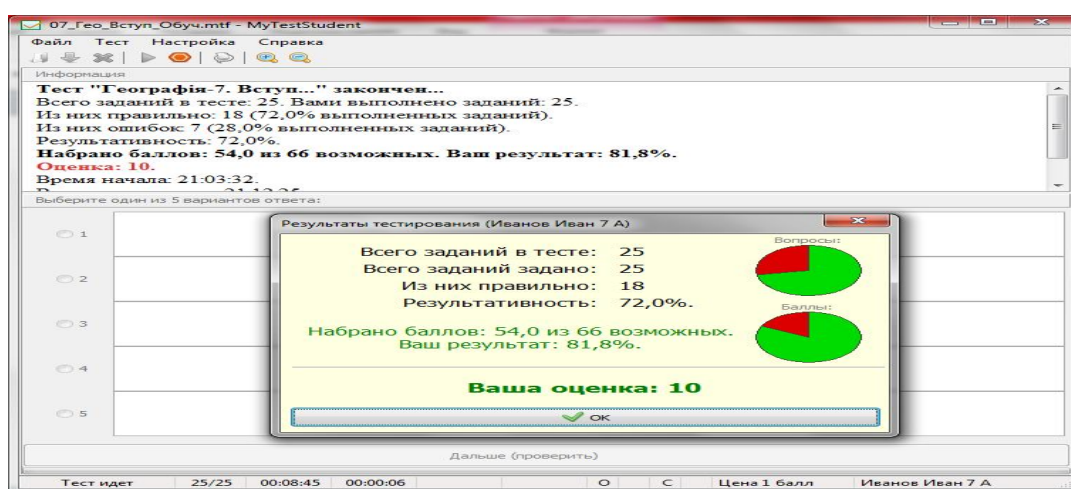 07_Гео_Вступ_Обуч.mtf - MyTestStudent
Файл Тест Настройка Справка
Информация
Тест "Географія-7. Вступ..." закончен...
Всего заданий в тесте: 25. Вами выполнено заданий: 25.
Из них правильно: 18 (72,0% выполненных заданий).
Из них ошибок: 7 (28,0% выполненных заданий).
Результативность: 72,0%.
Набрано баллов: 54,0 из 66 возможных. Ваш результат: 81,8%.
Оценка: 10.
Время начала: 21:03:32.
Выберите один из 5 вариантов ответа:
1
2
3
4
5
Результаты тестирования (Иванов Иван 7 А)
Всего заданий в тесте: 25
Всего заданий задано: 25
Из них правильно: 18
Результативность: 72,0%.
Вопросы:
Баллы:
Набрано баллов: 54,0 из 66 возможных.
Ваш результат: 81,8%.
Ваша оценка: 10
ОК
Дальше (проверить)
Тест идет 25/25 00:08:45 00:00:06 О С Цена 1 балл Иванов Иван 7 А